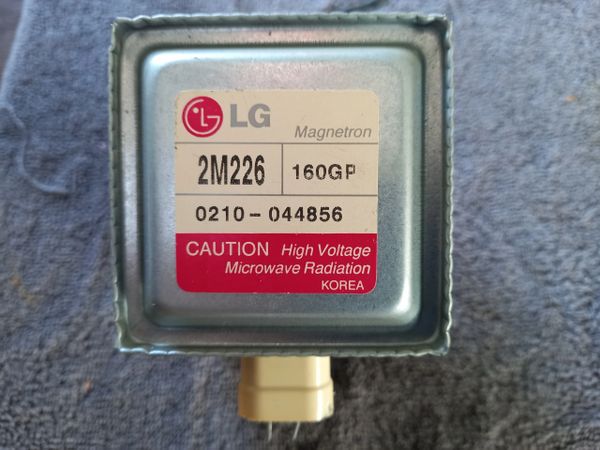 LG
Magnetron
2M226 160GP
0210-044856
CAUTION High Voltage
Microwave Radiation
KOREA